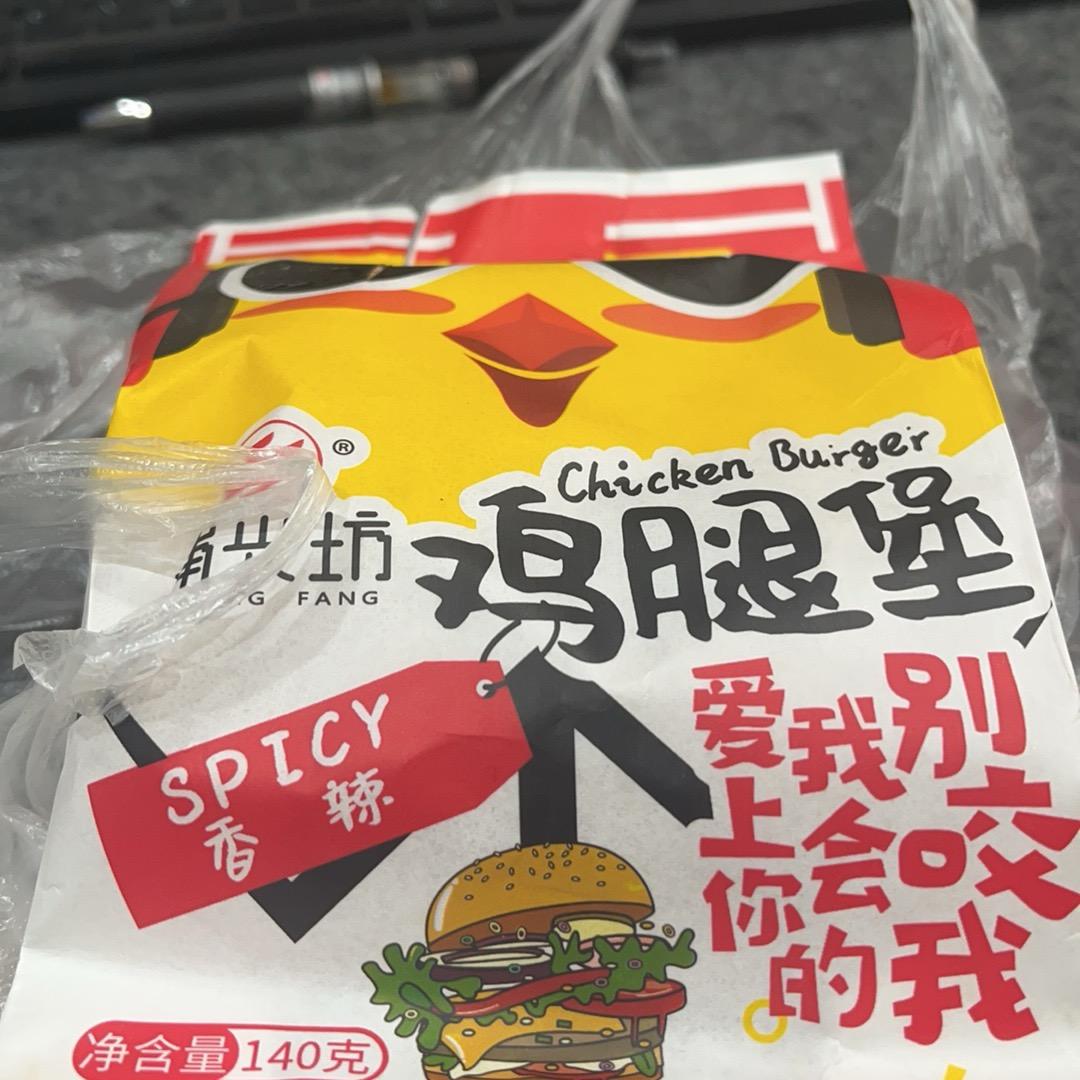 ®
Chicken Burger
鸡腿堡
坊
FANG
SPICY
香辣
别咬我
我会的
爱上你
净含量 140克